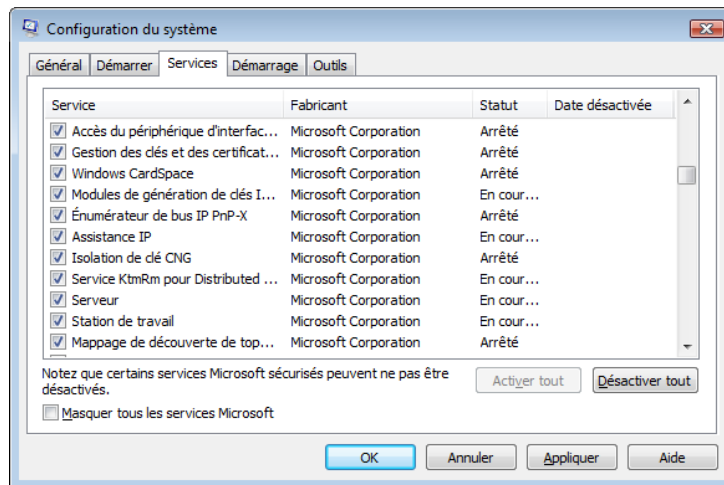 Configuration du système
Général Démarrer Services Démarrage Outils
Service Fabricant Statut Date désactivée
Accès du périphérique d'interfac... Microsoft Corporation Arrêté
Gestion des clés et des certificat... Microsoft Corporation Arrêté
Windows CardSpace Microsoft Corporation Arrêté
Modules de génération de clés I... Microsoft Corporation En cour...
Énumérateur de bus IP PnP-X Microsoft Corporation Arrêté
Assistance IP Microsoft Corporation En cour...
Isolation de clé CNG Microsoft Corporation Arrêté
Service KtmRm pour Distributed ... Microsoft Corporation En cour...
Serveur Microsoft Corporation En cour...
Station de travail Microsoft Corporation En cour...
Mappage de découverte de top... Microsoft Corporation Arrêté
Notez que certains services Microsoft sécurisés peuvent ne pas être
désactivés.
Activer tout Désactiver tout
Masquer tous les services Microsoft
OK Annuler Appliquer Aide